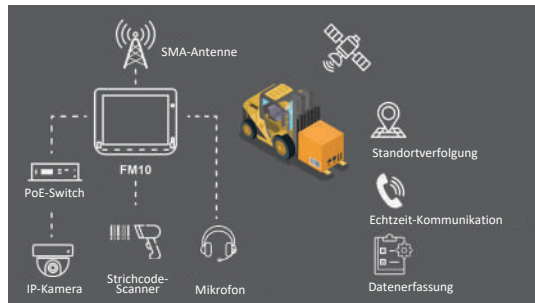 SMA-Antenne
FM10
Standortverfolgung
PoE-Switch
Echtzeit-Kommunikation
IP-Kamera
Strichcode-
Scanner
Mikrofon
Datenerfassung